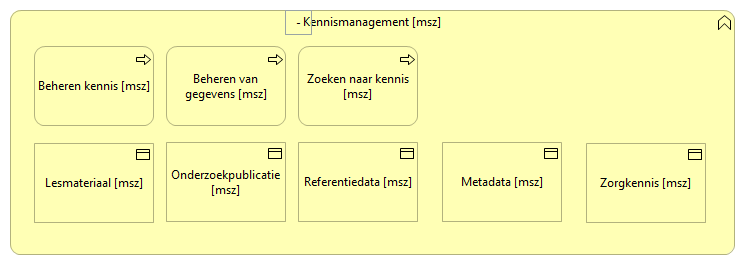 - Kennismanagement [msz]
Beheren kennis [msz]
Beheren van
gegevens [msz]
Zoeken naar kennis
[msz]
Lesmateriaal [msz]
Onderzoekpublicatie
[msz]
Referentiedata [msz]
Metadata [msz]
Zorgkennis [msz]